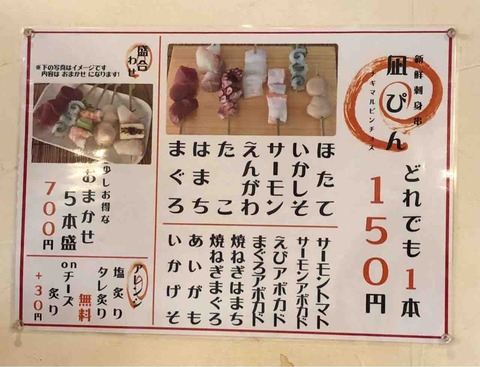 新鮮刺身串
凪ぴん
ナギマルピンチョス
どれでも1本
150円
ほたて
いかしそ
サーモン
えんがわ
たこ
はまち
まぐろ
サーモントマト
サーモンアボカド
えびアボカド
まぐろアボカド
焼ねぎはまち
焼ねぎまぐろ
あいがも
いかげそ
盛合わせ
※下の写真はイメージです
内容は おまかせ になります!
少しお得な
おまかせ
5本盛
700円
アレンジ
塩炙り
タレ炙り
無料
onチーズ炙り
+30円